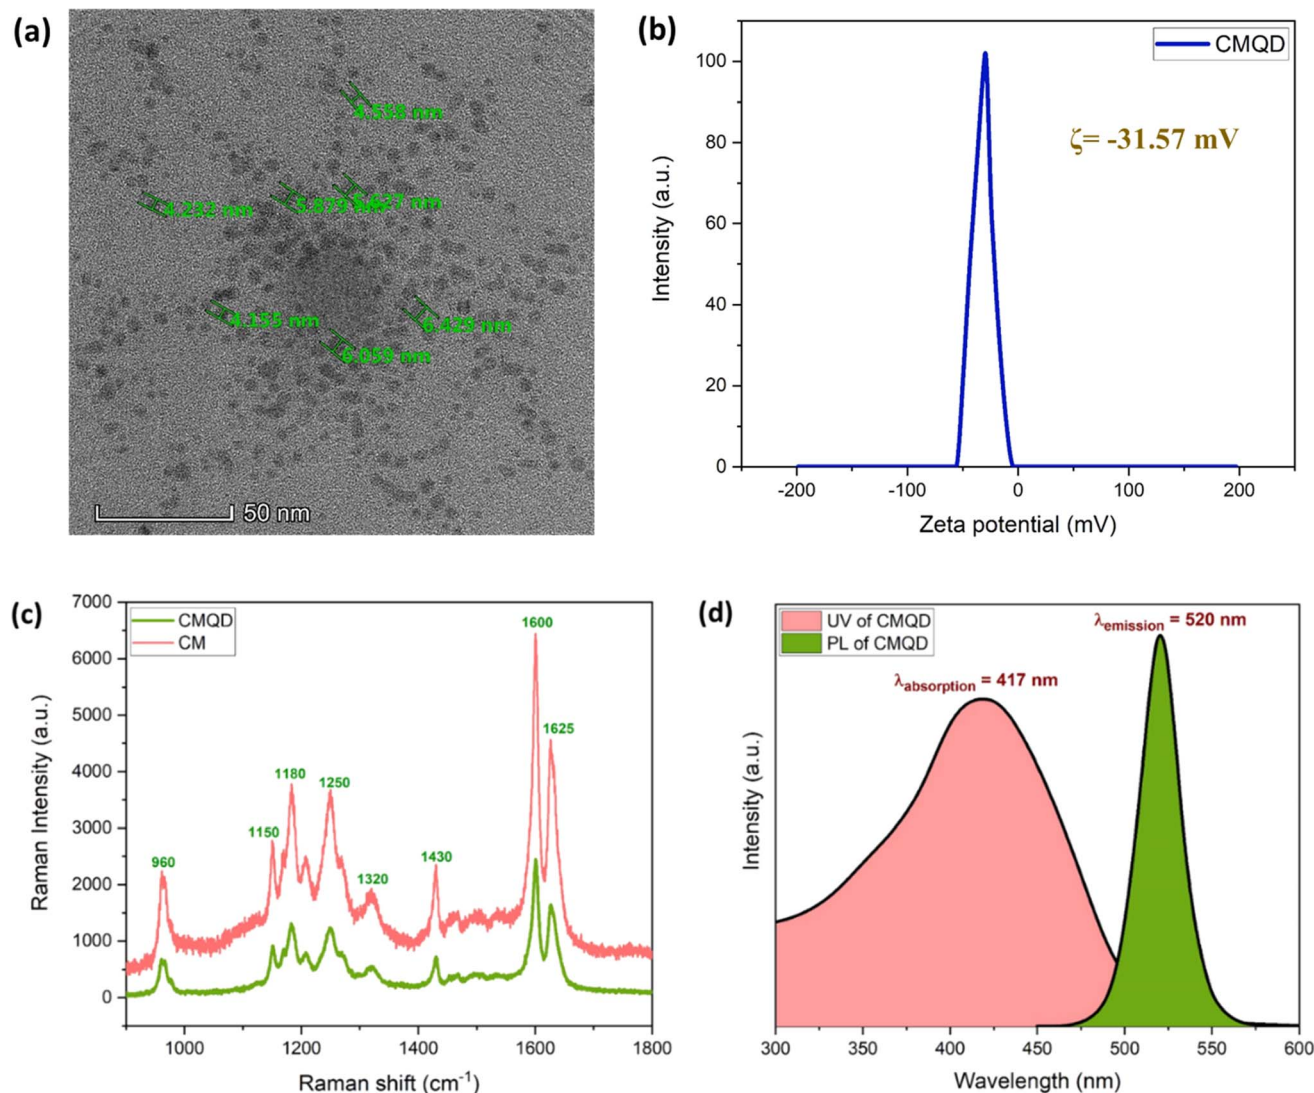 (a)
4.558 nm
4.232 nm
5.879 nm
4.155 nm
6.429 nm
6.059 nm
50 nm
(b)
CMQD
ζ= -31.57 mV
Intensity (a.u.)
100
80
60
40
20
0
-200 -100 0 100 200
Zeta potential (mV)
(c)
CMQD
CM
Raman Intensity (a.u.)
7000
6000
5000
4000
3000
2000
1000
0
960
1150
1180
1250
1320
1430
1600
1625
1000 1200 1400 1600 1800
Raman shift (cm⁻¹)
(d)
UV of CMQD
PL of CMQD
λemission = 520 nm
λabsorption = 417 nm
Intensity (a.u.)
300 350 400 450 500 550 600
Wavelength (nm)